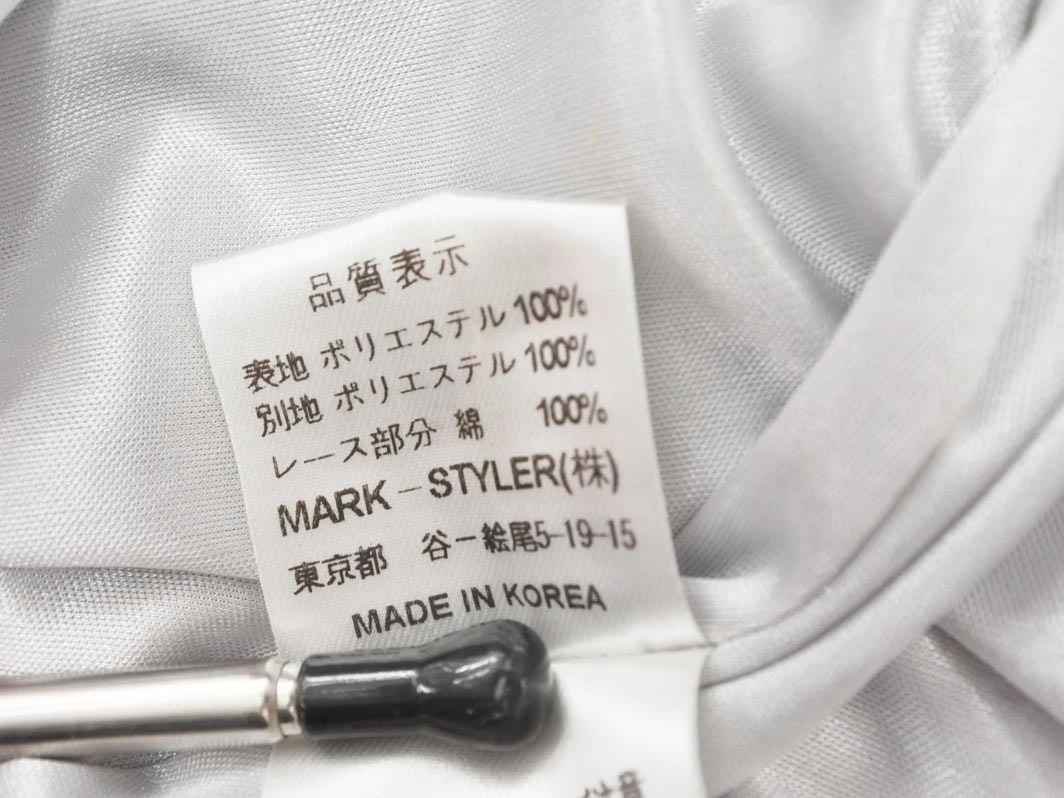 品質表示
表地 ポリエステル 100%
別地 ポリエステル 100%
レース部分 綿 100%
MARK-STYLER(株)
東京都 谷一絵尾5-19-15
MADE IN KOREA